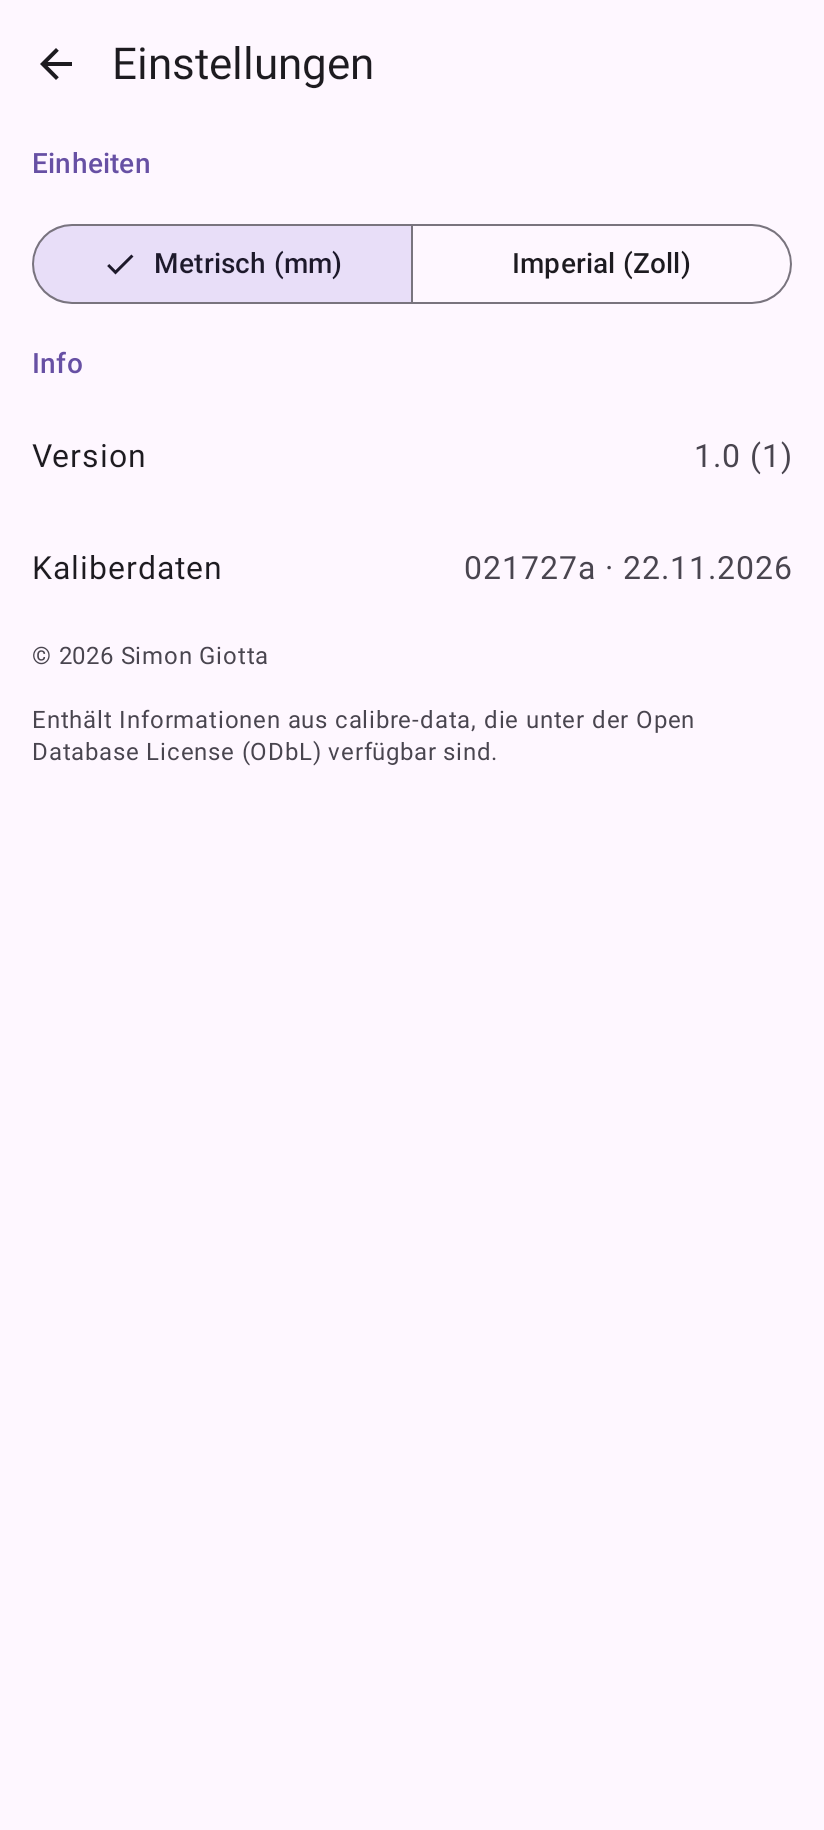 Einstellungen
Einheiten
Metrisch (mm)
Imperial (Zoll)
Info
Version 1.0 (1)
Kaliberdaten 021727a · 22.11.2026
© 2026 Simon Giotta
Enthält Informationen aus calibre-data, die unter der Open
Database License (ODbL) verfügbar sind.